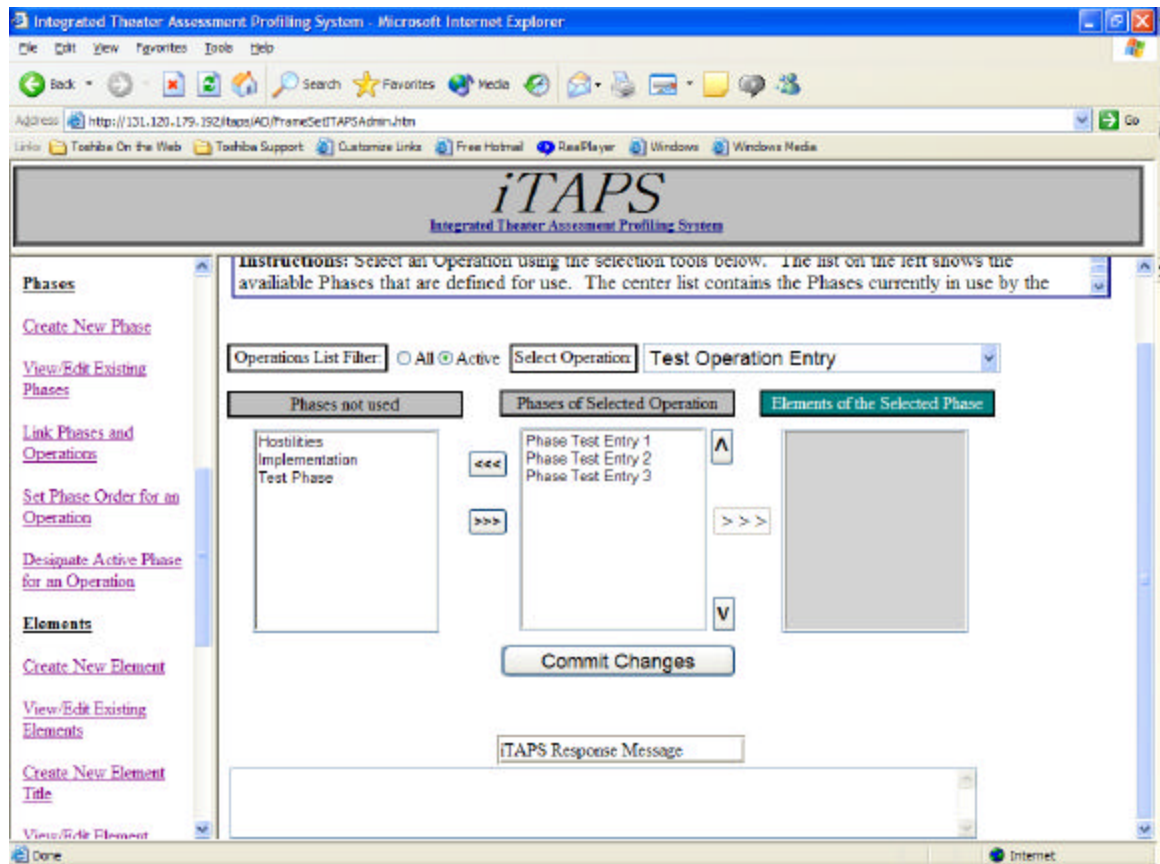 Integrated Theater Assessment Profiling System - Microsoft Internet Explorer
File Edit View Favorites Tools Help
Back Search Favorites Media
Address http://131.120.179.192/itaps/AO/FrameSetITAPSAdmin.htm Go
Links Toshiba On the Web Toshiba Support Customize Links Free Hotmail RealPlayer Windows Windows Media
iTAPS
Integrated Theater Assessment Profiling System
Instructions: Select an Operation using the selection tools below. The list on the left shows the
availiable Phases that are defined for use. The center list contains the Phases currently in use by the
Phases
Create New Phase
View/Edit Existing
Phases
Link Phases and
Operations
Set Phase Order for an
Operation
Designate Active Phase
for an Operation
Elements
Create New Element
View/Edit Existing
Elements
Create New Element
Title
View/Edit Element
Operations List Filter: All Active Select Operation: Test Operation Entry
Phases not used Phases of Selected Operation Elements of the Selected Phase
Hostilities
Implementation
Test Phase
<<<
>>>
Phase Test Entry 1
Phase Test Entry 2
Phase Test Entry 3
Λ
> > >
V
Commit Changes
iTAPS Response Message
Done Internet